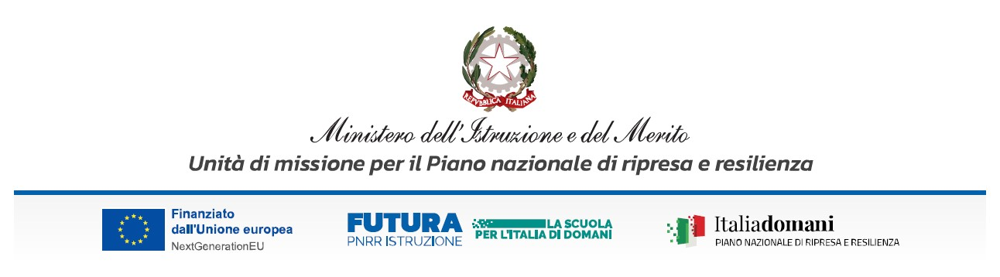 REPVBBLICA ITALIANA
Ministero dell'Istruzione e del Merito
Unità di missione per il Piano nazionale di ripresa e resilienza
Finanziato
dall'Unione europea
NextGenerationEU
FUTURA
PNRR ISTRUZIONE
LA SCUOLA
PER L'ITALIA DI DOMANI
Italiadomani
PIANO NAZIONALE DI RIPRESA E RESILIENZA